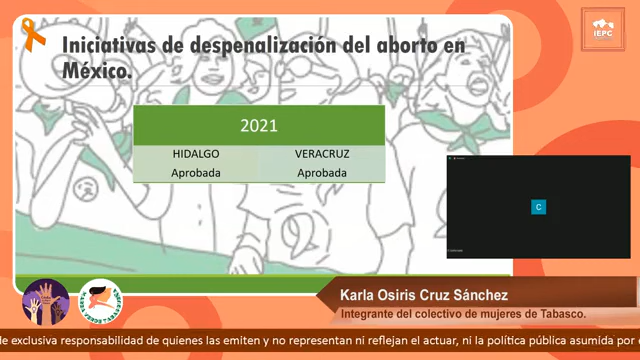 Iniciativas de despenalización del aborto en
México.
2021
HIDALGO VERACRUZ
Aprobada Aprobada
IEPC
C
Karla Osiris Cruz Sánchez
Integrante del colectivo de mujeres de Tabasco.
de exclusiva responsabilidad de quienes las emiten y no representan ni reflejan el actuar, ni la política pública asumida por